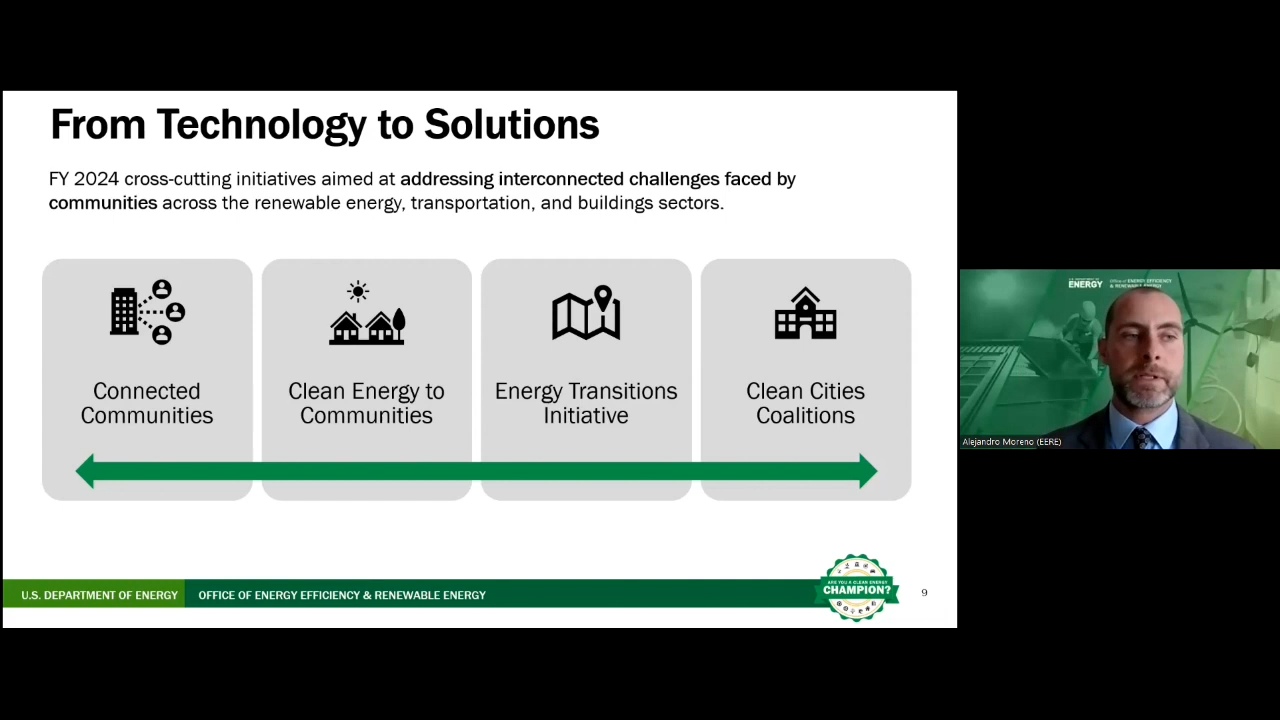 From Technology to Solutions
FY 2024 cross-cutting initiatives aimed at addressing interconnected challenges faced by
communities across the renewable energy, transportation, and buildings sectors.
Connected
Communities
Clean Energy to
Communities
Energy Transitions
Initiative
Clean Cities
Coalitions
U.S. DEPARTMENT OF ENERGY
OFFICE OF ENERGY EFFICIENCY & RENEWABLE ENERGY
ARE YOU A CLEAN ENERGY
CHAMPION?
9
U.S. DEPARTMENT OF
ENERGY
Office of ENERGY EFFICIENCY
& RENEWABLE ENERGY
Alejandro Moreno (EERE)